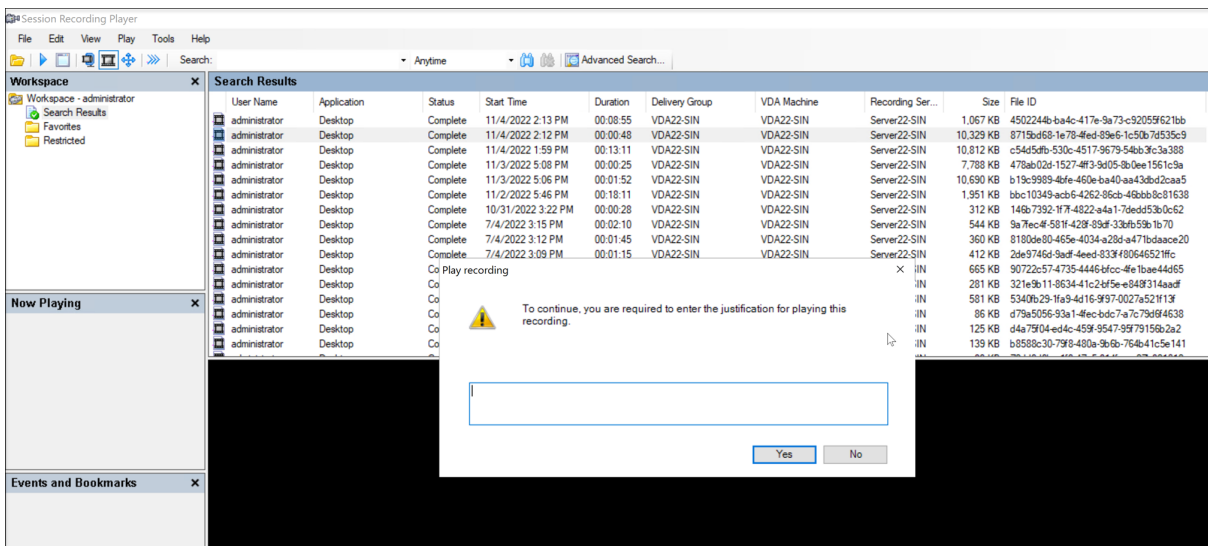 Session Recording Player
File Edit View Play Tools Help
Search: Anytime Advanced Search...
Workspace x
Workspace - administrator
Search Results
Favorites
Restricted
Search Results
User Name Application Status Start Time Duration Delivery Group VDA Machine Recording Ser... Size File ID
administrator Desktop Complete 11/4/2022 2:13 PM 00:08:55 VDA22-SIN VDA22-SIN Server22-SIN 1,067 KB 4502244b-ba4c-417e-9a73-c92055f621bb
administrator Desktop Complete 11/4/2022 2:12 PM 00:00:48 VDA22-SIN VDA22-SIN Server22-SIN 10,329 KB 8715bd68-1e78-4fed-89e6-1c50b7d535c9
administrator Desktop Complete 11/4/2022 1:59 PM 00:13:11 VDA22-SIN VDA22-SIN Server22-SIN 10,812 KB c54d5dfb-530c-4517-9679-54bb3fc3a388
administrator Desktop Complete 11/3/2022 5:08 PM 00:00:25 VDA22-SIN VDA22-SIN Server22-SIN 7,788 KB 478ab02d-1527-4ff3-9d05-8b0ee1561c9a
administrator Desktop Complete 11/3/2022 5:06 PM 00:01:52 VDA22-SIN VDA22-SIN Server22-SIN 10,690 KB b19c9989-4bfe-460e-ba40-aa43dbd2caa5
administrator Desktop Complete 11/2/2022 5:46 PM 00:18:11 VDA22-SIN VDA22-SIN Server22-SIN 1,951 KB bbc10349-acb6-4262-86cb-46bbb8c81638
administrator Desktop Complete 10/31/2022 3:22 PM 00:00:28 VDA22-SIN VDA22-SIN Server22-SIN 312 KB 146b7392-1f7f-4822-a4a1-7dedd53b0c62
administrator Desktop Complete 7/4/2022 3:15 PM 00:02:10 VDA22-SIN VDA22-SIN Server22-SIN 544 KB 9a7fec4f-581f-428f-89df-33bfb59b1b70
administrator Desktop Complete 7/4/2022 3:12 PM 00:01:45 VDA22-SIN VDA22-SIN Server22-SIN 360 KB 8180de80-465e-4034-a28d-a471bdaace20
administrator Desktop Complete 7/4/2022 3:09 PM 00:01:15 VDA22-SIN VDA22-SIN Server22-SIN 412 KB 2de9746d-9adf-4eed-833f-f80646521ffc
administrator Desktop Co SIN 665 KB 90722c57-4735-4446-bfcc-4fe1bae44d65
administrator Desktop Co SIN 281 KB 321e9b11-8634-41c2-bf5e-e848f314aadf
administrator Desktop Co SIN 581 KB 5340fb29-1fa9-4d16-9f97-0027a521f13f
administrator Desktop Co SIN 86 KB d79a5056-93a1-4fec-bdc7-a7c79d6f4638
administrator Desktop Co SIN 125 KB d4a75f04-ed4c-459f-9547-95f79156b2a2
administrator Desktop Co SIN 139 KB b8588c30-79f8-480a-9b6b-764b41c5e141
Play recording
To continue, you are required to enter the justification for playing this
recording.
Yes No
Now Playing x
Events and Bookmarks x